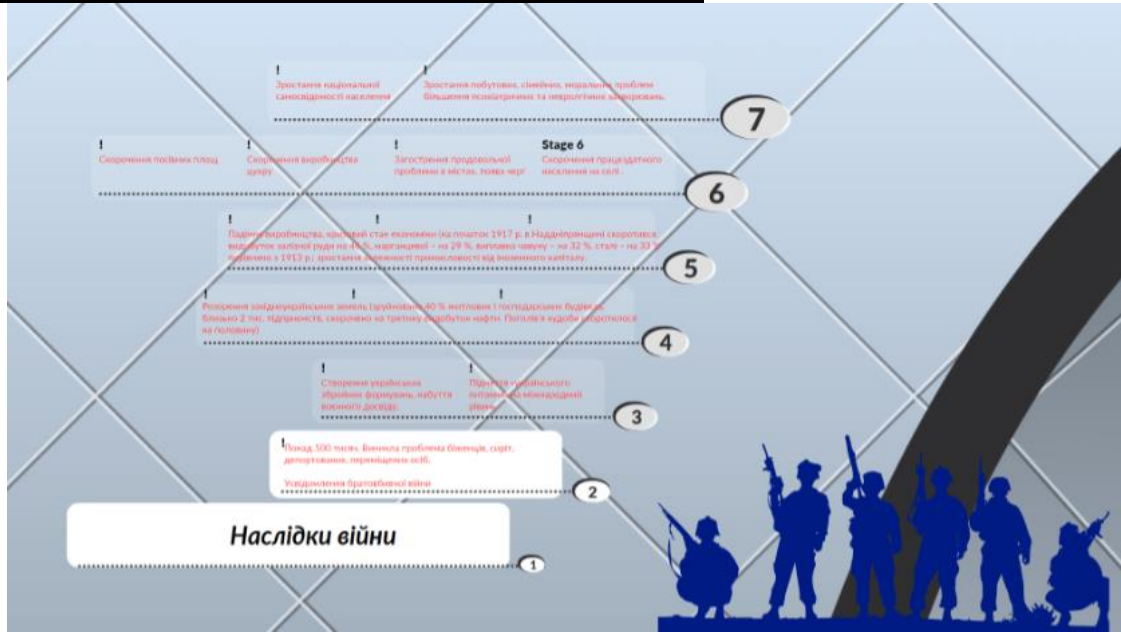 !
!
Зростання національної
самосвідомості населення
Зростання побутових, сімейних, моральних проблем
більшення психіатричних та неврологічних захворювань.
7
!
!
!
Stage 6
Скорочення посівних площ
Скорочення виробництва
цукру
Загострення продовольчої
проблеми в містах, поява черг
Скорочення працездатного
населення на селі .
6
!
!
!
Падіння виробництва, кризовий стан економіки (на початок 1917 р. в Наддніпрянщині скоротився
видобуток залізної руди на %, марганцевої – на 29 %, виплавка чавуну – на 32 %, сталі – на 33 %
порівняно з 1913 р.; зростання залежності промисловості від іноземного капіталу.
5
!
!
!
Розорення західноукраїнських земель (зруйновано 40 % житлових і господарських будівель,
близько 2 тис. підприємств, скорочено на третину видобуток нафти. Поголів'я худоби скоротилося
на половину)
4
!
!
Створення українських
збройних формувань, набуття
воєнного досвіду.
Підняття «українського
питання» на міжнародний
рівень
3
!
Понад 500 тисяч. Виникла проблема біженців, сиріт,
депортованих, переміщених осіб.
Усвідомлення братовбивчої війни
2
Наслідки війни
1